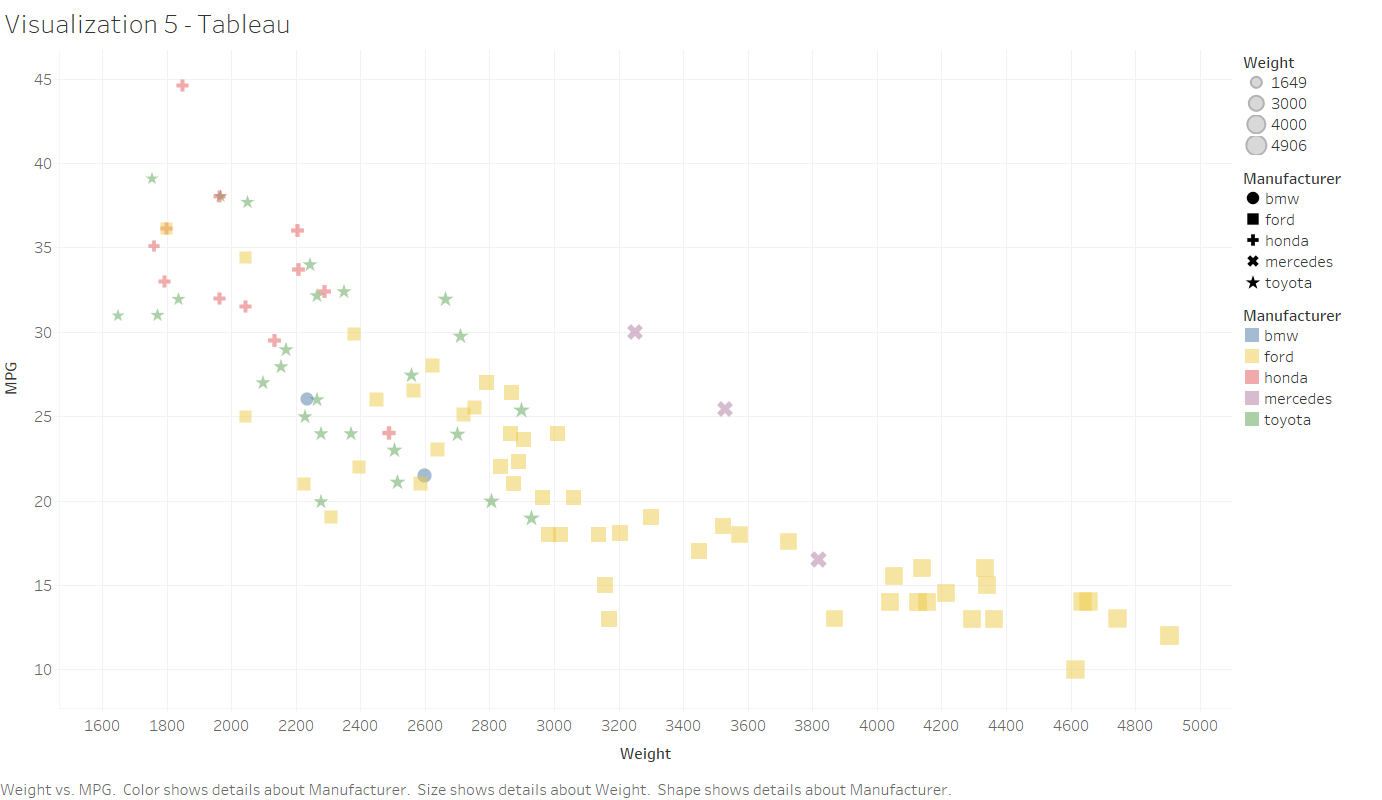 Visualization 5 - Tableau
45
40
35
30
25
20
15
10
MPG
1600 1800 2000 2200 2400 2600 2800 3000 3200 3400 3600 3800 4000 4200 4400 4600 4800 5000
Weight
Weight
1649
3000
4000
4906
Manufacturer
bmw
ford
honda
mercedes
toyota
Manufacturer
bmw
ford
honda
mercedes
toyota
Weight vs. MPG. Color shows details about Manufacturer. Size shows details about Weight. Shape shows details about Manufacturer.